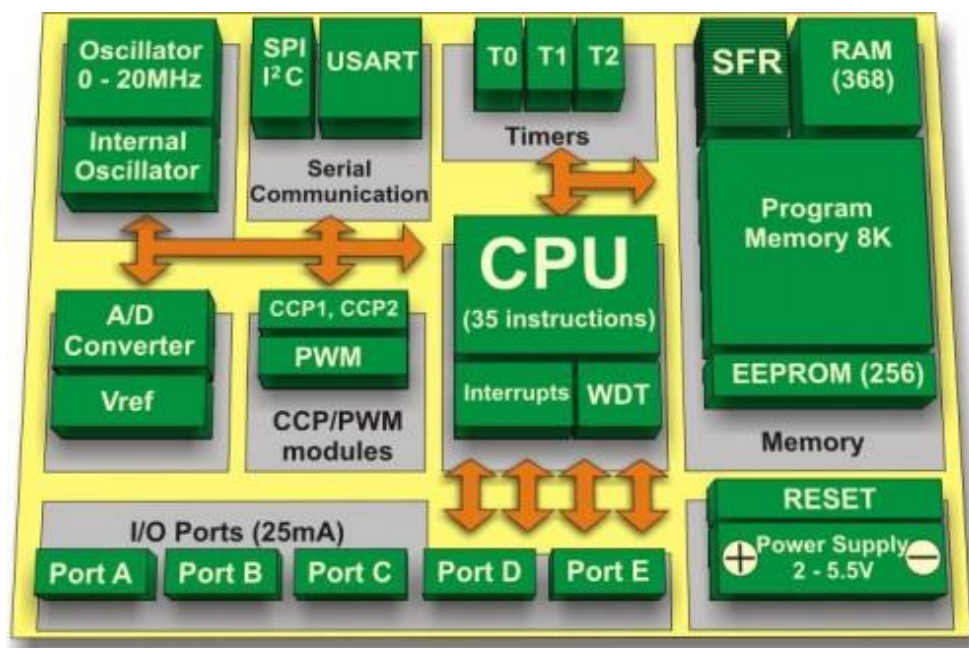 Oscillator
0 - 20MHz
Internal
Oscillator
SPI
I²C
USART
Serial
Communication
T0 T1 T2
Timers
SFR
RAM
(368)
Program
Memory 8K
EEPROM (256)
Memory
A/D
Converter
Vref
CCP1, CCP2
PWM
CCP/PWM
modules
CPU
(35 instructions)
Interrupts WDT
I/O Ports (25mA)
Port A Port B Port C Port D Port E
RESET
+ Power Supply −
2 - 5.5V